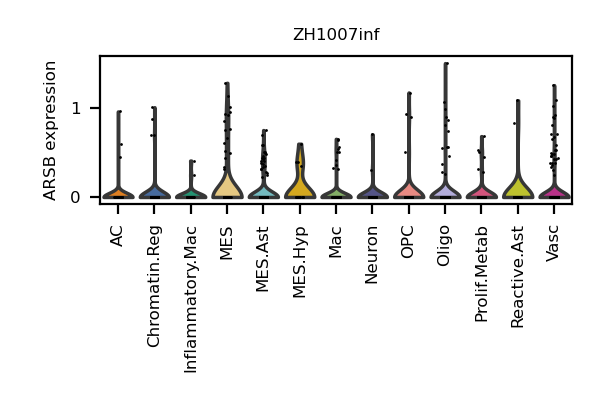 ZH1007inf
ARSB expression
1
0
AC
Chromatin.Reg
Inflammatory.Mac
MES
MES.Ast
MES.Hyp
Mac
Neuron
OPC
Oligo
Prolif.Metab
Reactive.Ast
Vasc